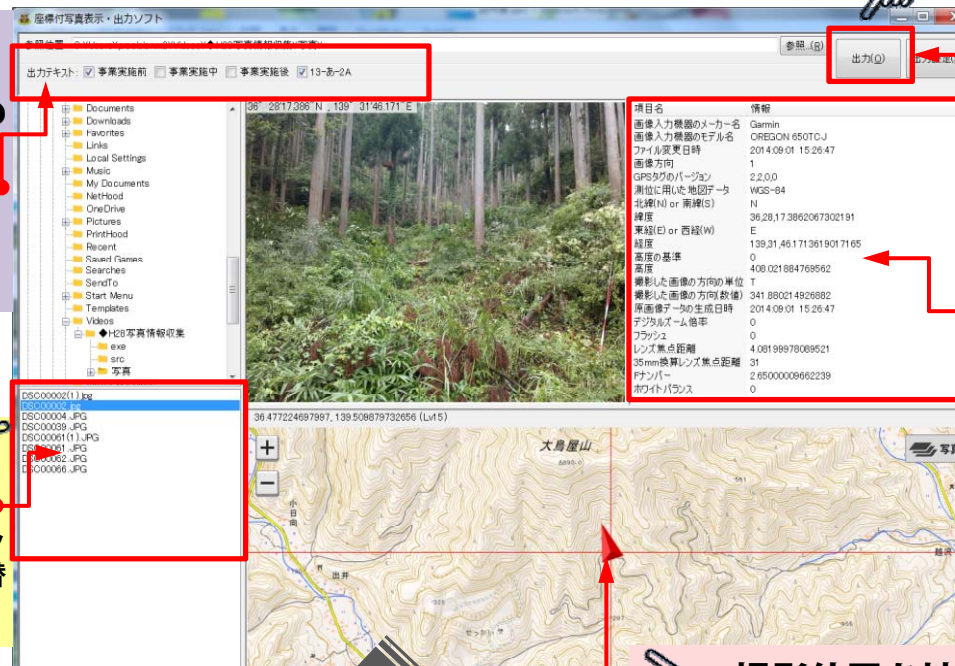 座標付写真表示・出力ソフト
参照...(R)
出力(O)
出力テキスト: 事業実施前 事業実施中 事業実施後 13-あ-2A
Documents
Downloads
Favorites
Links
Local Settings
Music
My Documents
NetHood
OneDrive
Pictures
PrintHood
Recent
Saved Games
Searches
SendTo
Start Menu
Templates
Videos
◆H28写真情報収集
exe
src
写真
36° 28'17.386" N , 139° 31'46.171" E
項目名 情報
画像入力機器のメーカー名 Garmin
画像入力機器のモデル名 OREGON 650TCJ
ファイル変更日時 2014:09:01 15:26:47
画像方向 1
GPSタグのバージョン 2,2,0,0
測位に用いた地図データ WGS-84
北緯(N) or 南緯(S) N
緯度 36,28,17.3862067302191
東経(E) or 西経(W) E
経度 139,31,46.1713619017165
高度の基準 0
高度 408.021884769562
撮影した画像の方向の単位 T
撮影した画像の方向(数値) 341.880214926882
原画像データの生成日時 2014:09:01 15:26:47
デジタルズーム倍率 0
フラッシュ 0
レンズ焦点距離 4.08199978089521
35mm換算レンズ焦点距離 31
Fナンバー 2.65000009662239
ホワイトバランス 0
DSC00002(1).jpg
DSC00002.jpg
DSC00004.JPG
DSC00039.JPG
DSC00061(1).JPG
DSC00061.JPG
DSC00062.JPG
DSC00066.JPG
36.477224697997, 139.509879732656 (Lv15)
+
−
大鳥屋山
写真
小日向
出井
せっかい